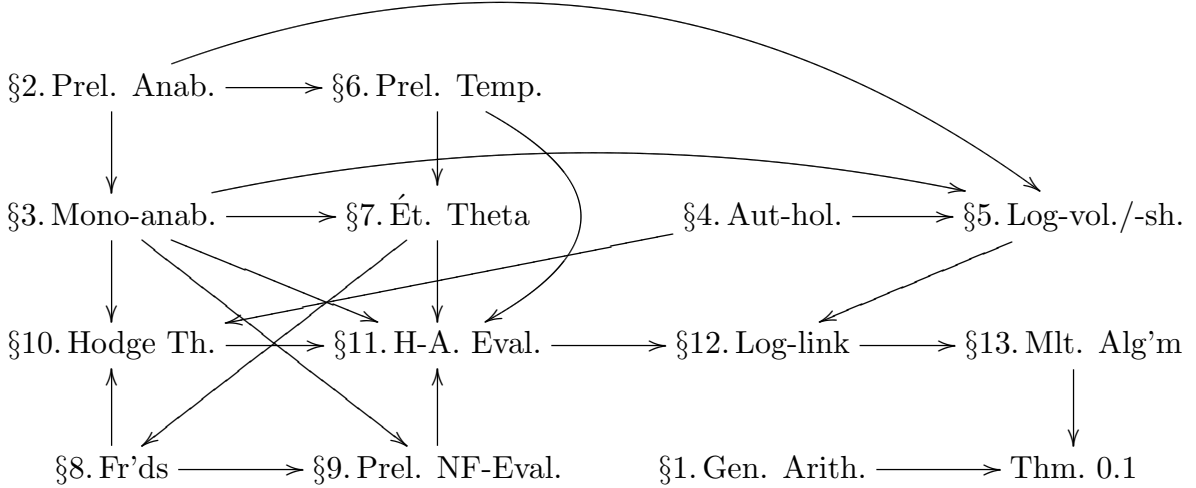 §2. Prel. Anab.
§6. Prel. Temp.
§3. Mono-anab.
§7. Ét. Theta
§4. Aut-hol.
§5. Log-vol./-sh.
§10. Hodge Th.
§11. H-A. Eval.
§12. Log-link
§13. Mlt. Alg'm
§8. Fr'ds
§9. Prel. NF-Eval.
§1. Gen. Arith.
Thm. 0.1